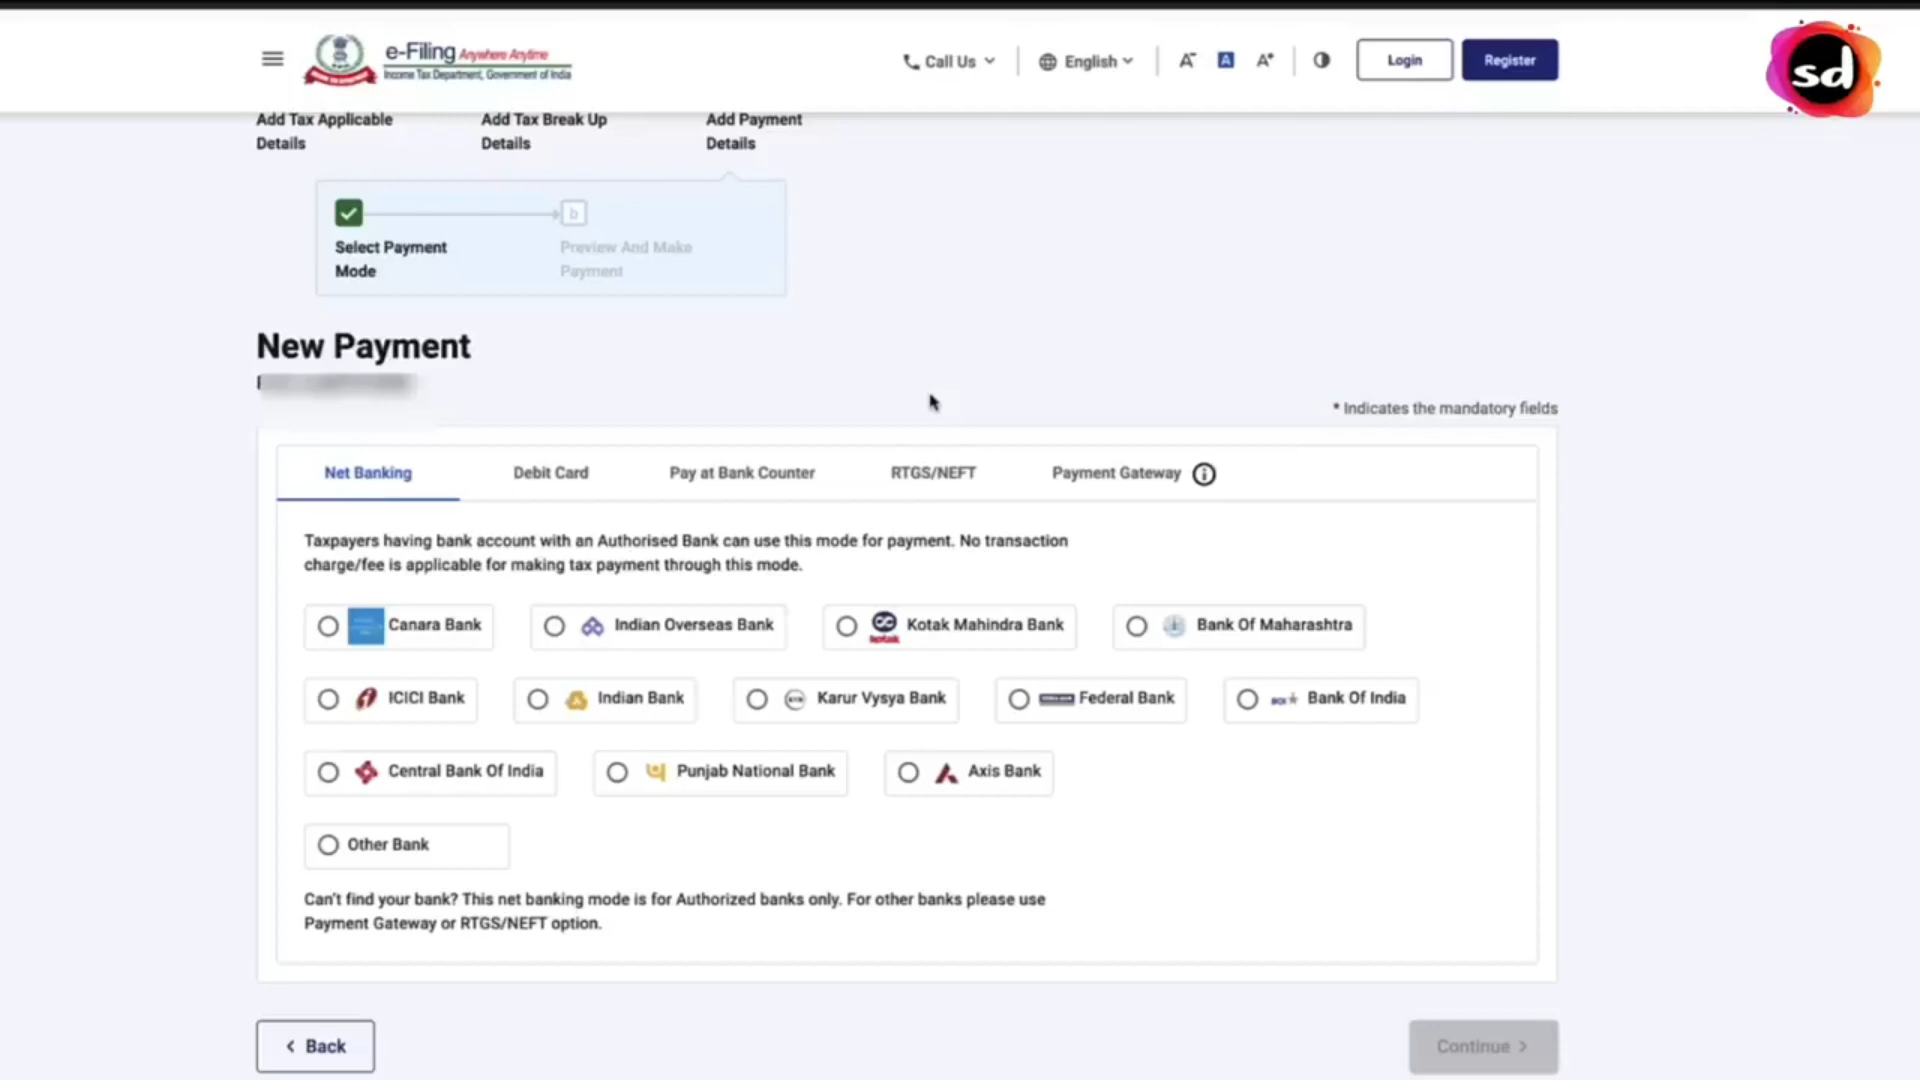 e-Filing Anywhere Anytime
Income Tax Department, Government of India
Call Us
English
A-
A
A+
Login
Register
sd
Add Tax Applicable
Details
Add Tax Break Up
Details
Add Payment
Details
b
Select Payment
Mode
Preview And Make
Payment
New Payment
* Indicates the mandatory fields
Net Banking
Debit Card
Pay at Bank Counter
RTGS/NEFT
Payment Gateway
Taxpayers having bank account with an Authorised Bank can use this mode for payment. No transaction
charge/fee is applicable for making tax payment through this mode.
Canara Bank
Indian Overseas Bank
kotak
Kotak Mahindra Bank
Bank Of Maharashtra
ICICI Bank
Indian Bank
Karur Vysya Bank
Federal Bank
BOI
Bank Of India
Central Bank Of India
Punjab National Bank
Axis Bank
Other Bank
Can't find your bank? This net banking mode is for Authorized banks only. For other banks please use
Payment Gateway or RTGS/NEFT option.
< Back
Continue >